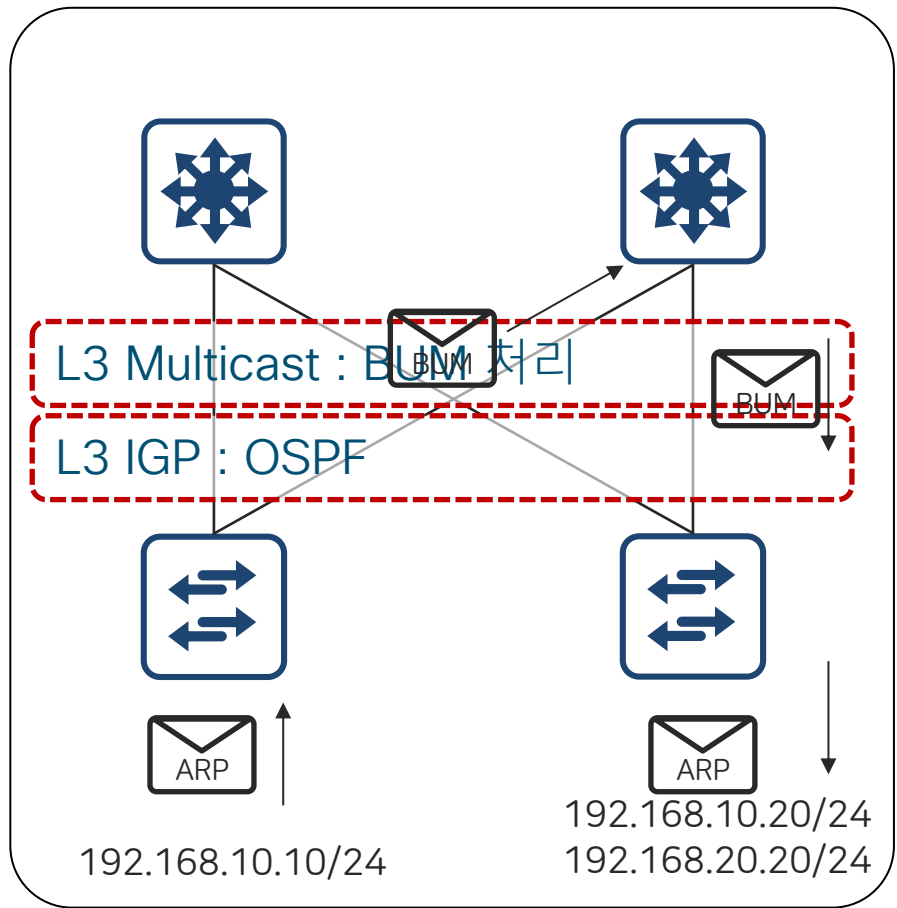 L3 Multicast : BUM 처리
BUM
BUM
L3 IGP : OSPF
ARP
ARP
192.168.10.10/24
192.168.10.20/24
192.168.20.20/24